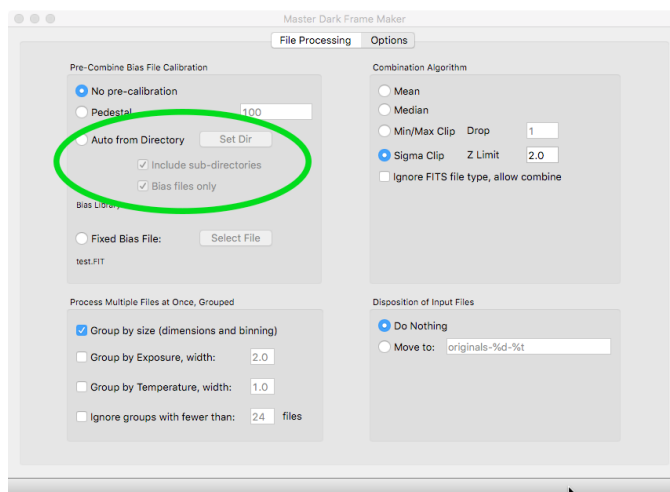 Master Dark Frame Maker
File Processing Options
Pre-Combine Bias File Calibration
No pre-calibration
Pedestal 100
Auto from Directory Set Dir
Include sub-directories
Bias files only
Bias Library
Fixed Bias File: Select File
test.FIT
Combination Algorithm
Mean
Median
Min/Max Clip Drop 1
Sigma Clip Z Limit 2.0
Ignore FITS file type, allow combine
Process Multiple Files at Once, Grouped
Group by size (dimensions and binning)
Group by Exposure, width: 2.0
Group by Temperature, width: 1.0
Ignore groups with fewer than: 24 files
Disposition of Input Files
Do Nothing
Move to: originals-%d-%t